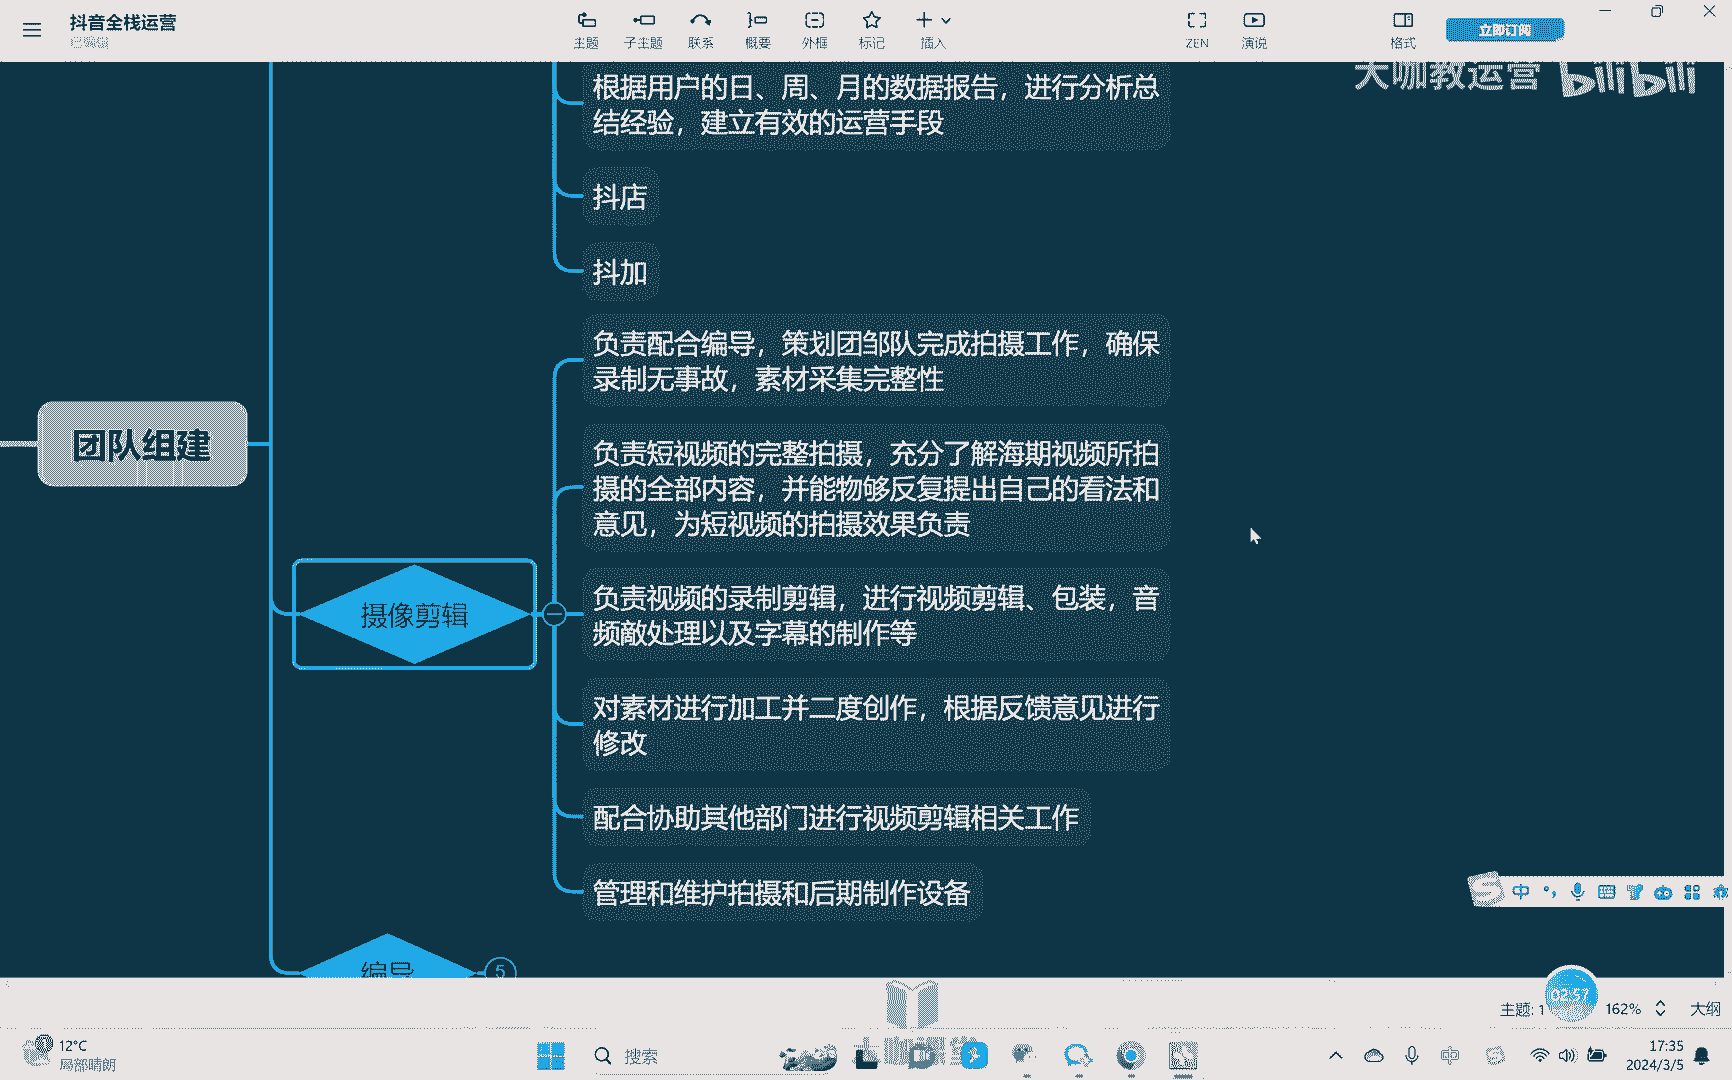 抖音全栈运营
已编辑
主题
子主题
联系
概要
外框
标记
插入
ZEN
演说
格式
立即订阅
大咖教运营 bilibili
根据用户的日、周、月的数据报告，进行分析总
结经验，建立有效的运营手段
抖店
抖加
负责配合编导，策划团邹队完成拍摄工作，确保
录制无事故，素材采集完整性
团队组建
负责短视频的完整拍摄，充分了解海期视频所拍
摄的全部内容，并能物够反复提出自己的看法和
意见，为短视频的拍摄效果负责
摄像剪辑
负责视频的录制剪辑，进行视频剪辑、包装，音
频敵处理以及字幕的制作等
对素材进行加工并二度创作，根据反馈意见进行
修改
配合协助其他部门进行视频剪辑相关工作
管理和维护拍摄和后期制作设备
中
编导
5
主题: 1
02:57
162%
大纲
12°C
局部晴朗
搜索
中
17:35
2024/3/5